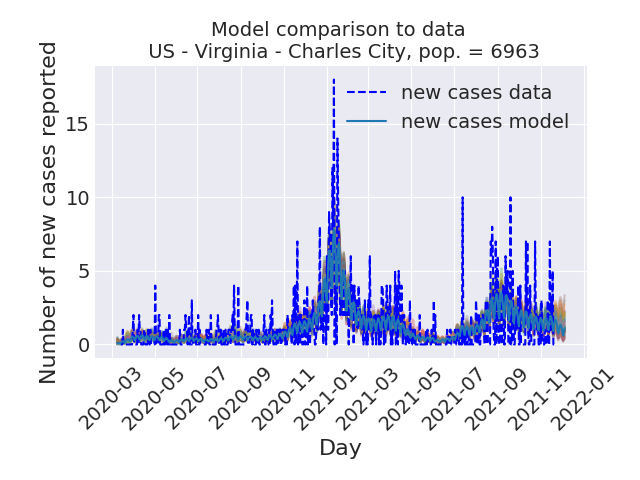 Model comparison to data
US - Virginia - Charles City, pop. = 6963
new cases data
new cases model
Number of new cases reported
15
10
5
0
2020-03
2020-05
2020-07
2020-09
2020-11
2021-01
2021-03
2021-05
2021-07
2021-09
2021-11
2022-01
Day